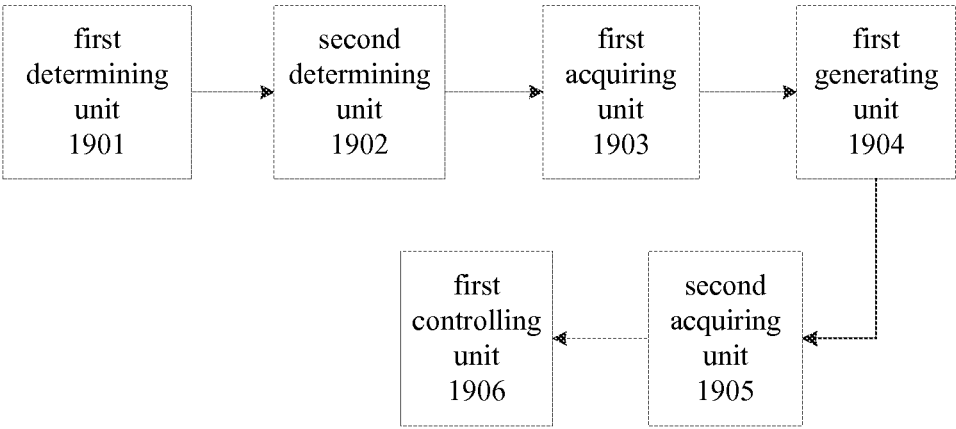 first
determining
unit
1901
second
determining
unit
1902
first
acquiring
unit
1903
first
generating
unit
1904
first
controlling
unit
1906
second
acquiring
unit
1905